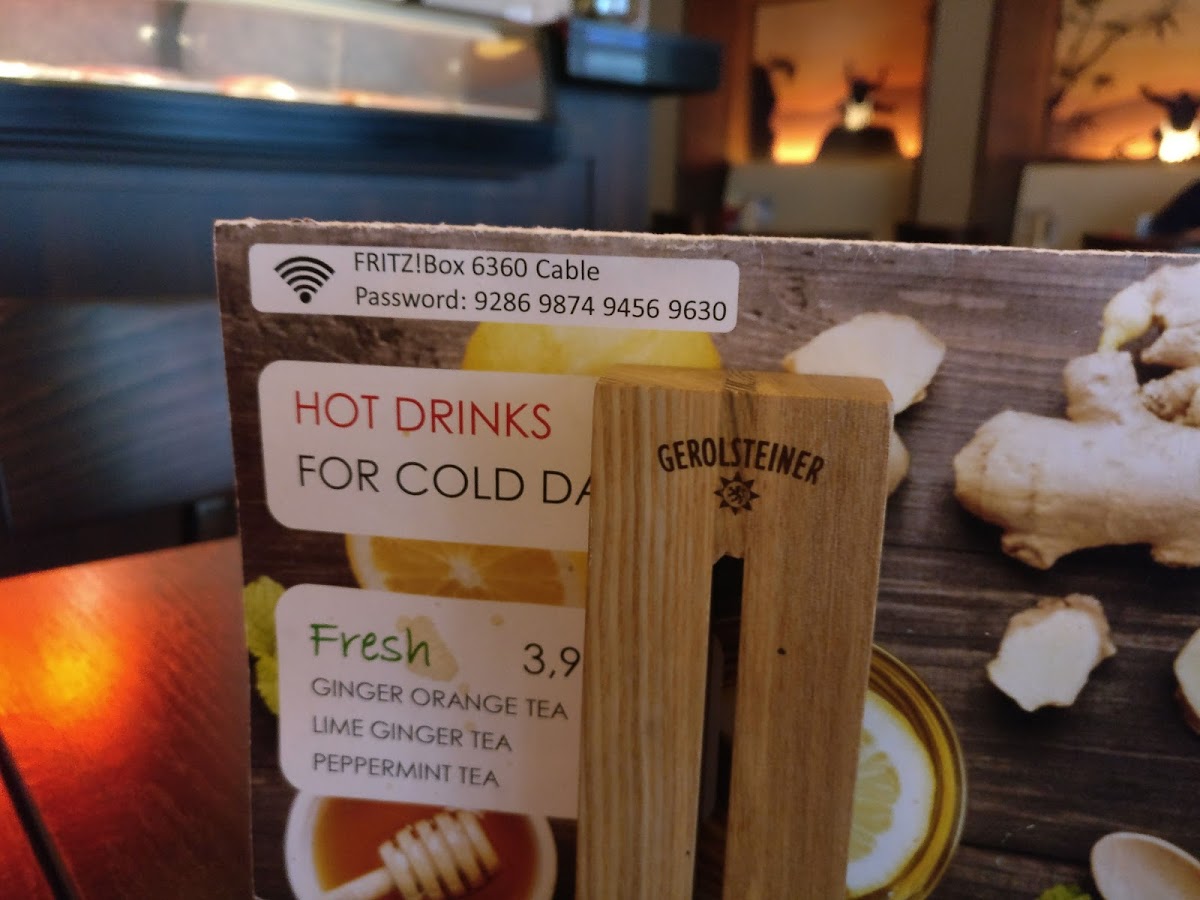 FRITZ!Box 6360 Cable
Password: 9286 9874 9456 9630
HOT DRINKS
FOR COLD
GEROLSTEINER
Fresh 3,9
GINGER ORANGE TEA
LIME GINGER TEA
PEPPERMINT TEA